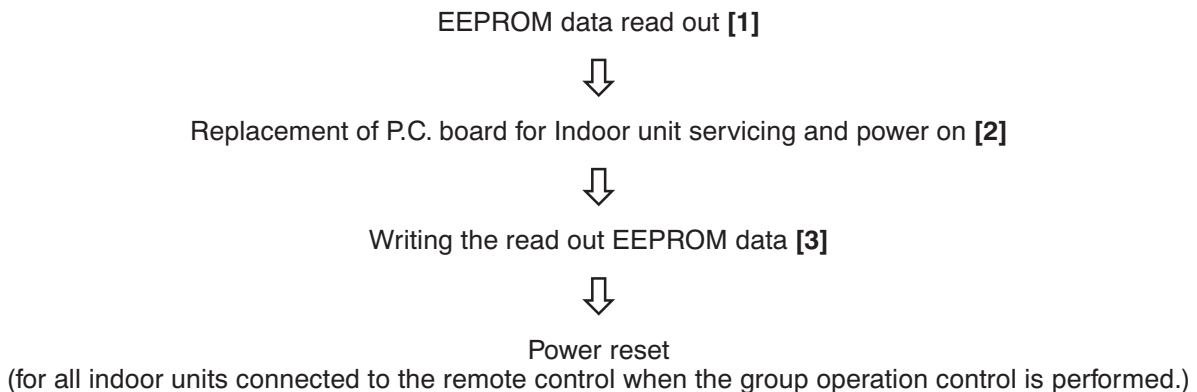 EEPROM data read out [1]
Replacement of P.C. board for Indoor unit servicing and power on [2]
Writing the read out EEPROM data [3]
Power reset
(for all indoor units connected to the remote control when the group operation control is performed.)